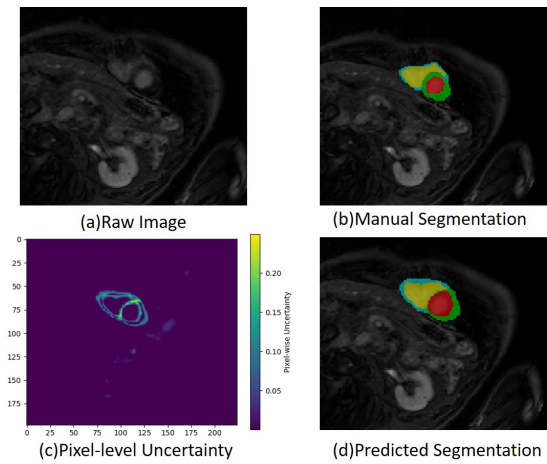 (a)Raw Image
(b)Manual Segmentation
0
25
50
75
100
125
150
175
0 25 50 75 100 125 150 175 200
0.20
0.15
0.10
0.05
Pixel-wise Uncertainty
(c)Pixel-level Uncertainty
(d)Predicted Segmentation